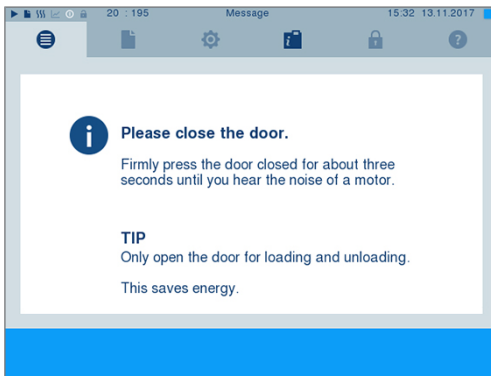 20 : 195 Message 15:32 13.11.2017
Please close the door.
Firmly press the door closed for about three
seconds until you hear the noise of a motor.
TIP
Only open the door for loading and unloading.
This saves energy.